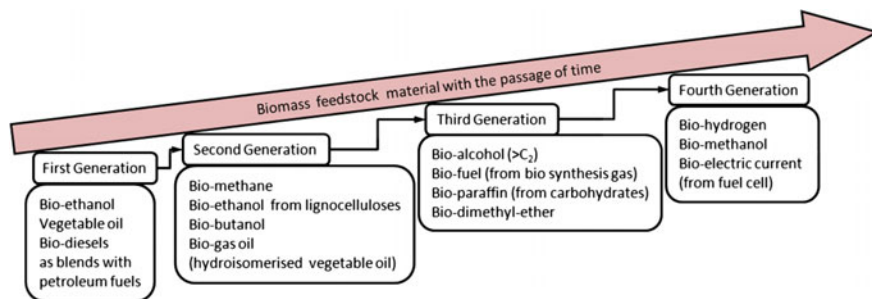 Biomass feedstock material with the passage of time
First Generation
Bio-ethanol
Vegetable oil
Bio-diesels
as blends with
petroleum fuels
Second Generation
Bio-methane
Bio-ethanol from lignocelluloses
Bio-butanol
Bio-gas oil
(hydroisomerised vegetable oil)
Third Generation
Bio-alcohol (>C₂)
Bio-fuel (from bio synthesis gas)
Bio-paraffin (from carbohydrates)
Bio-dimethyl-ether
Fourth Generation
Bio-hydrogen
Bio-methanol
Bio-electric current
(from fuel cell)